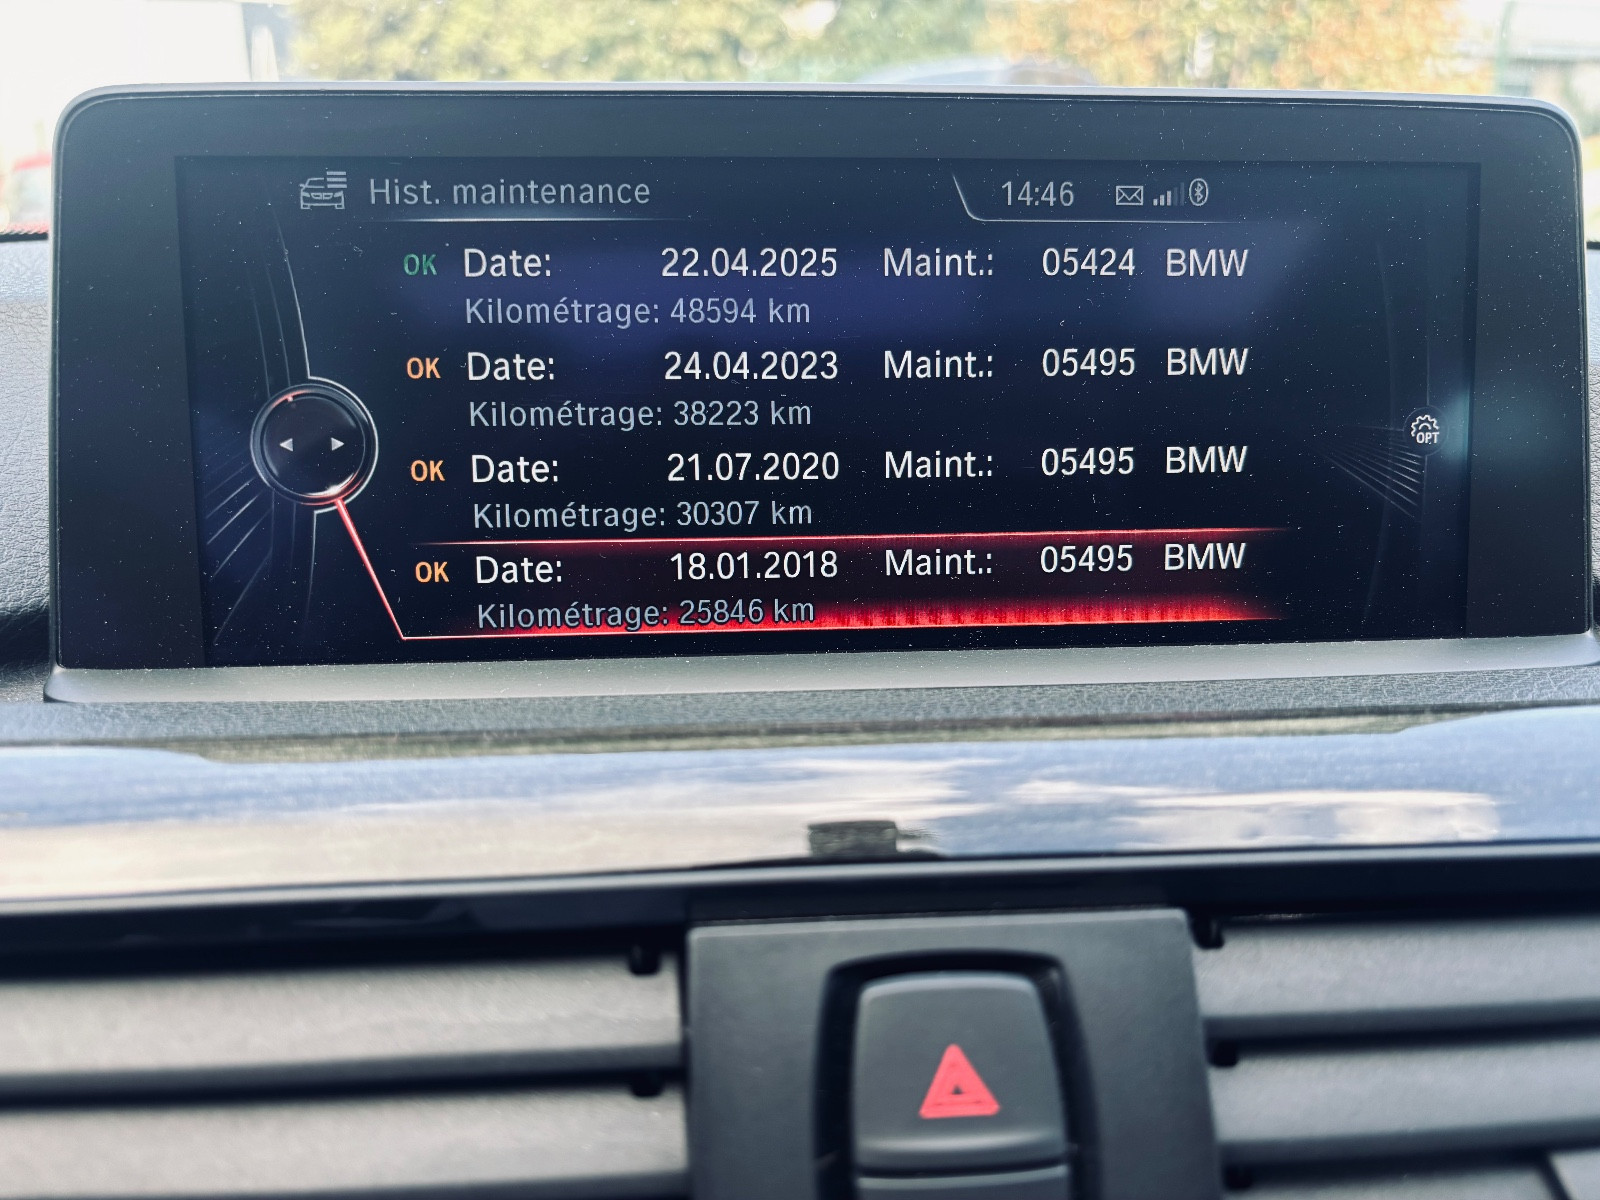 Hist. maintenance 14:46
OK Date: 22.04.2025 Maint.: 05424 BMW
Kilométrage: 48594 km
OK Date: 24.04.2023 Maint.: 05495 BMW
Kilométrage: 38223 km
OPT
OK Date: 21.07.2020 Maint.: 05495 BMW
Kilométrage: 30307 km
OK Date: 18.01.2018 Maint.: 05495 BMW
Kilométrage: 25846 km